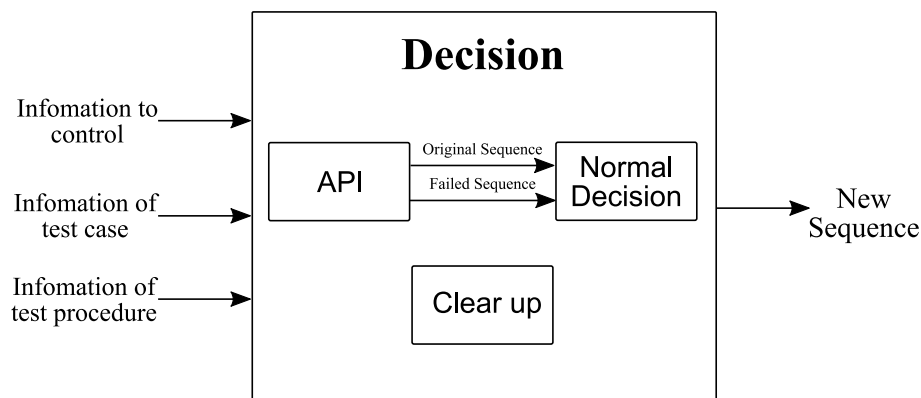 Decision
Infomation to
control
Original Sequence
API
Failed Sequence
Normal
Decision
Infomation of
test case
New
Sequence
Infomation of
test procedure
Clear up